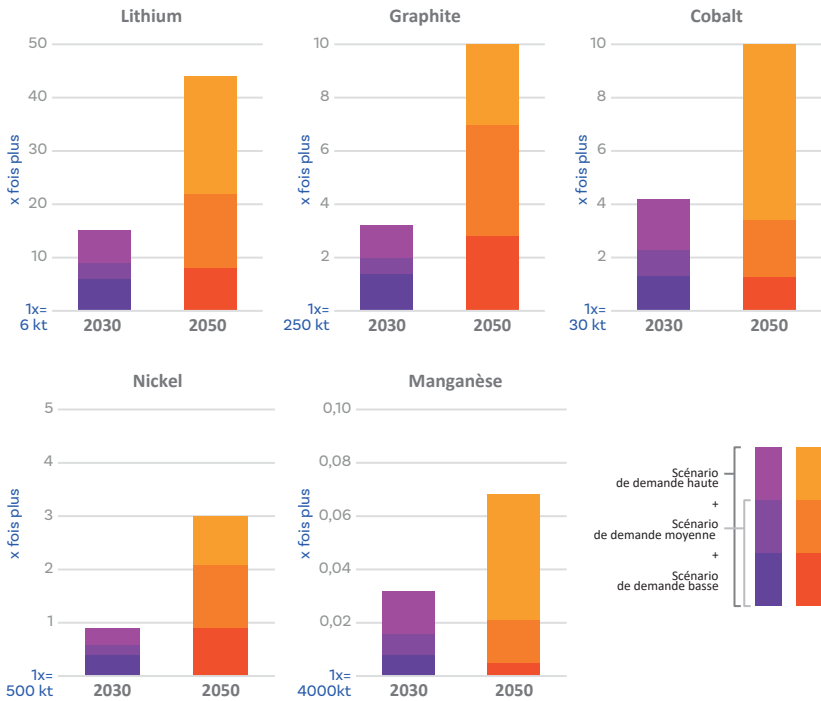 Lithium
50
40
30
20
10
x fois plus
1x=
6 kt
2030
2050
Graphite
10
8
6
4
2
x fois plus
1x=
250 kt
2030
2050
Cobalt
10
8
6
4
2
x fois plus
1x=
30 kt
2030
2050
Nickel
5
4
3
2
1
x fois plus
1x=
500 kt
2030
2050
Manganèse
0,10
0,08
0,06
0,04
0,02
x fois plus
1x=
4000kt
2030
2050
Scénario
de demande haute
+
Scénario
de demande moyenne
+
Scénario
de demande basse